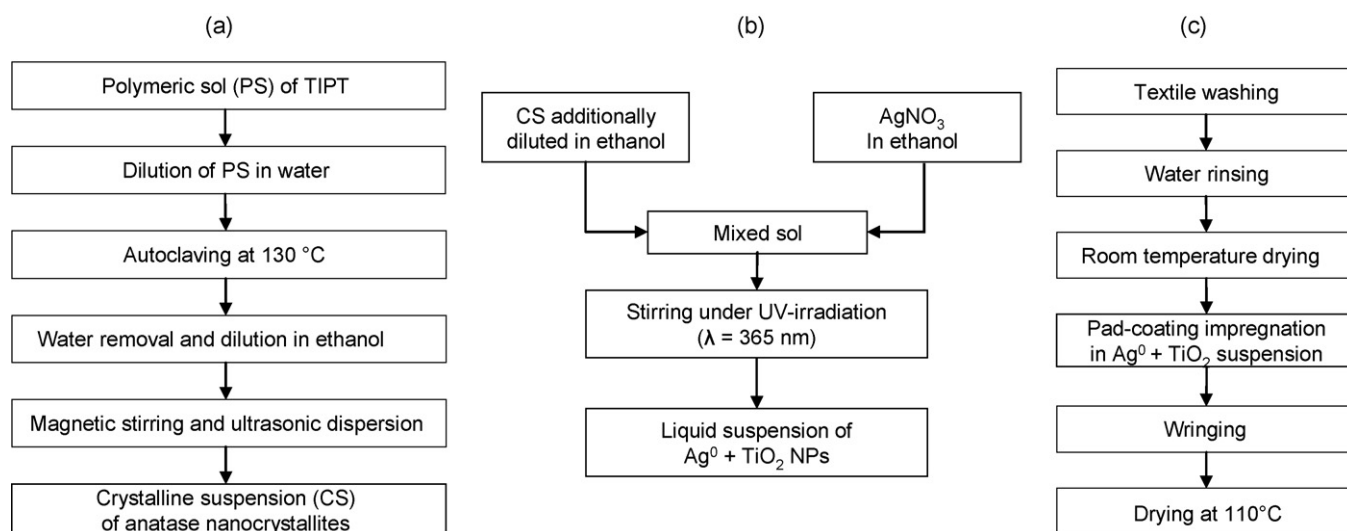 (a)
Polymeric sol (PS) of TIPT
Dilution of PS in water
Autoclaving at 130 °C
Water removal and dilution in ethanol
Magnetic stirring and ultrasonic dispersion
Crystalline suspension (CS)
of anatase nanocrystallites
(b)
CS additionally
diluted in ethanol
AgNO₃
In ethanol
Mixed sol
Stirring under UV-irradiation
(λ = 365 nm)
Liquid suspension of
Ag⁰ + TiO₂ NPs
(c)
Textile washing
Water rinsing
Room temperature drying
Pad-coating impregnation
in Ag⁰ + TiO₂ suspension
Wringing
Drying at 110°C